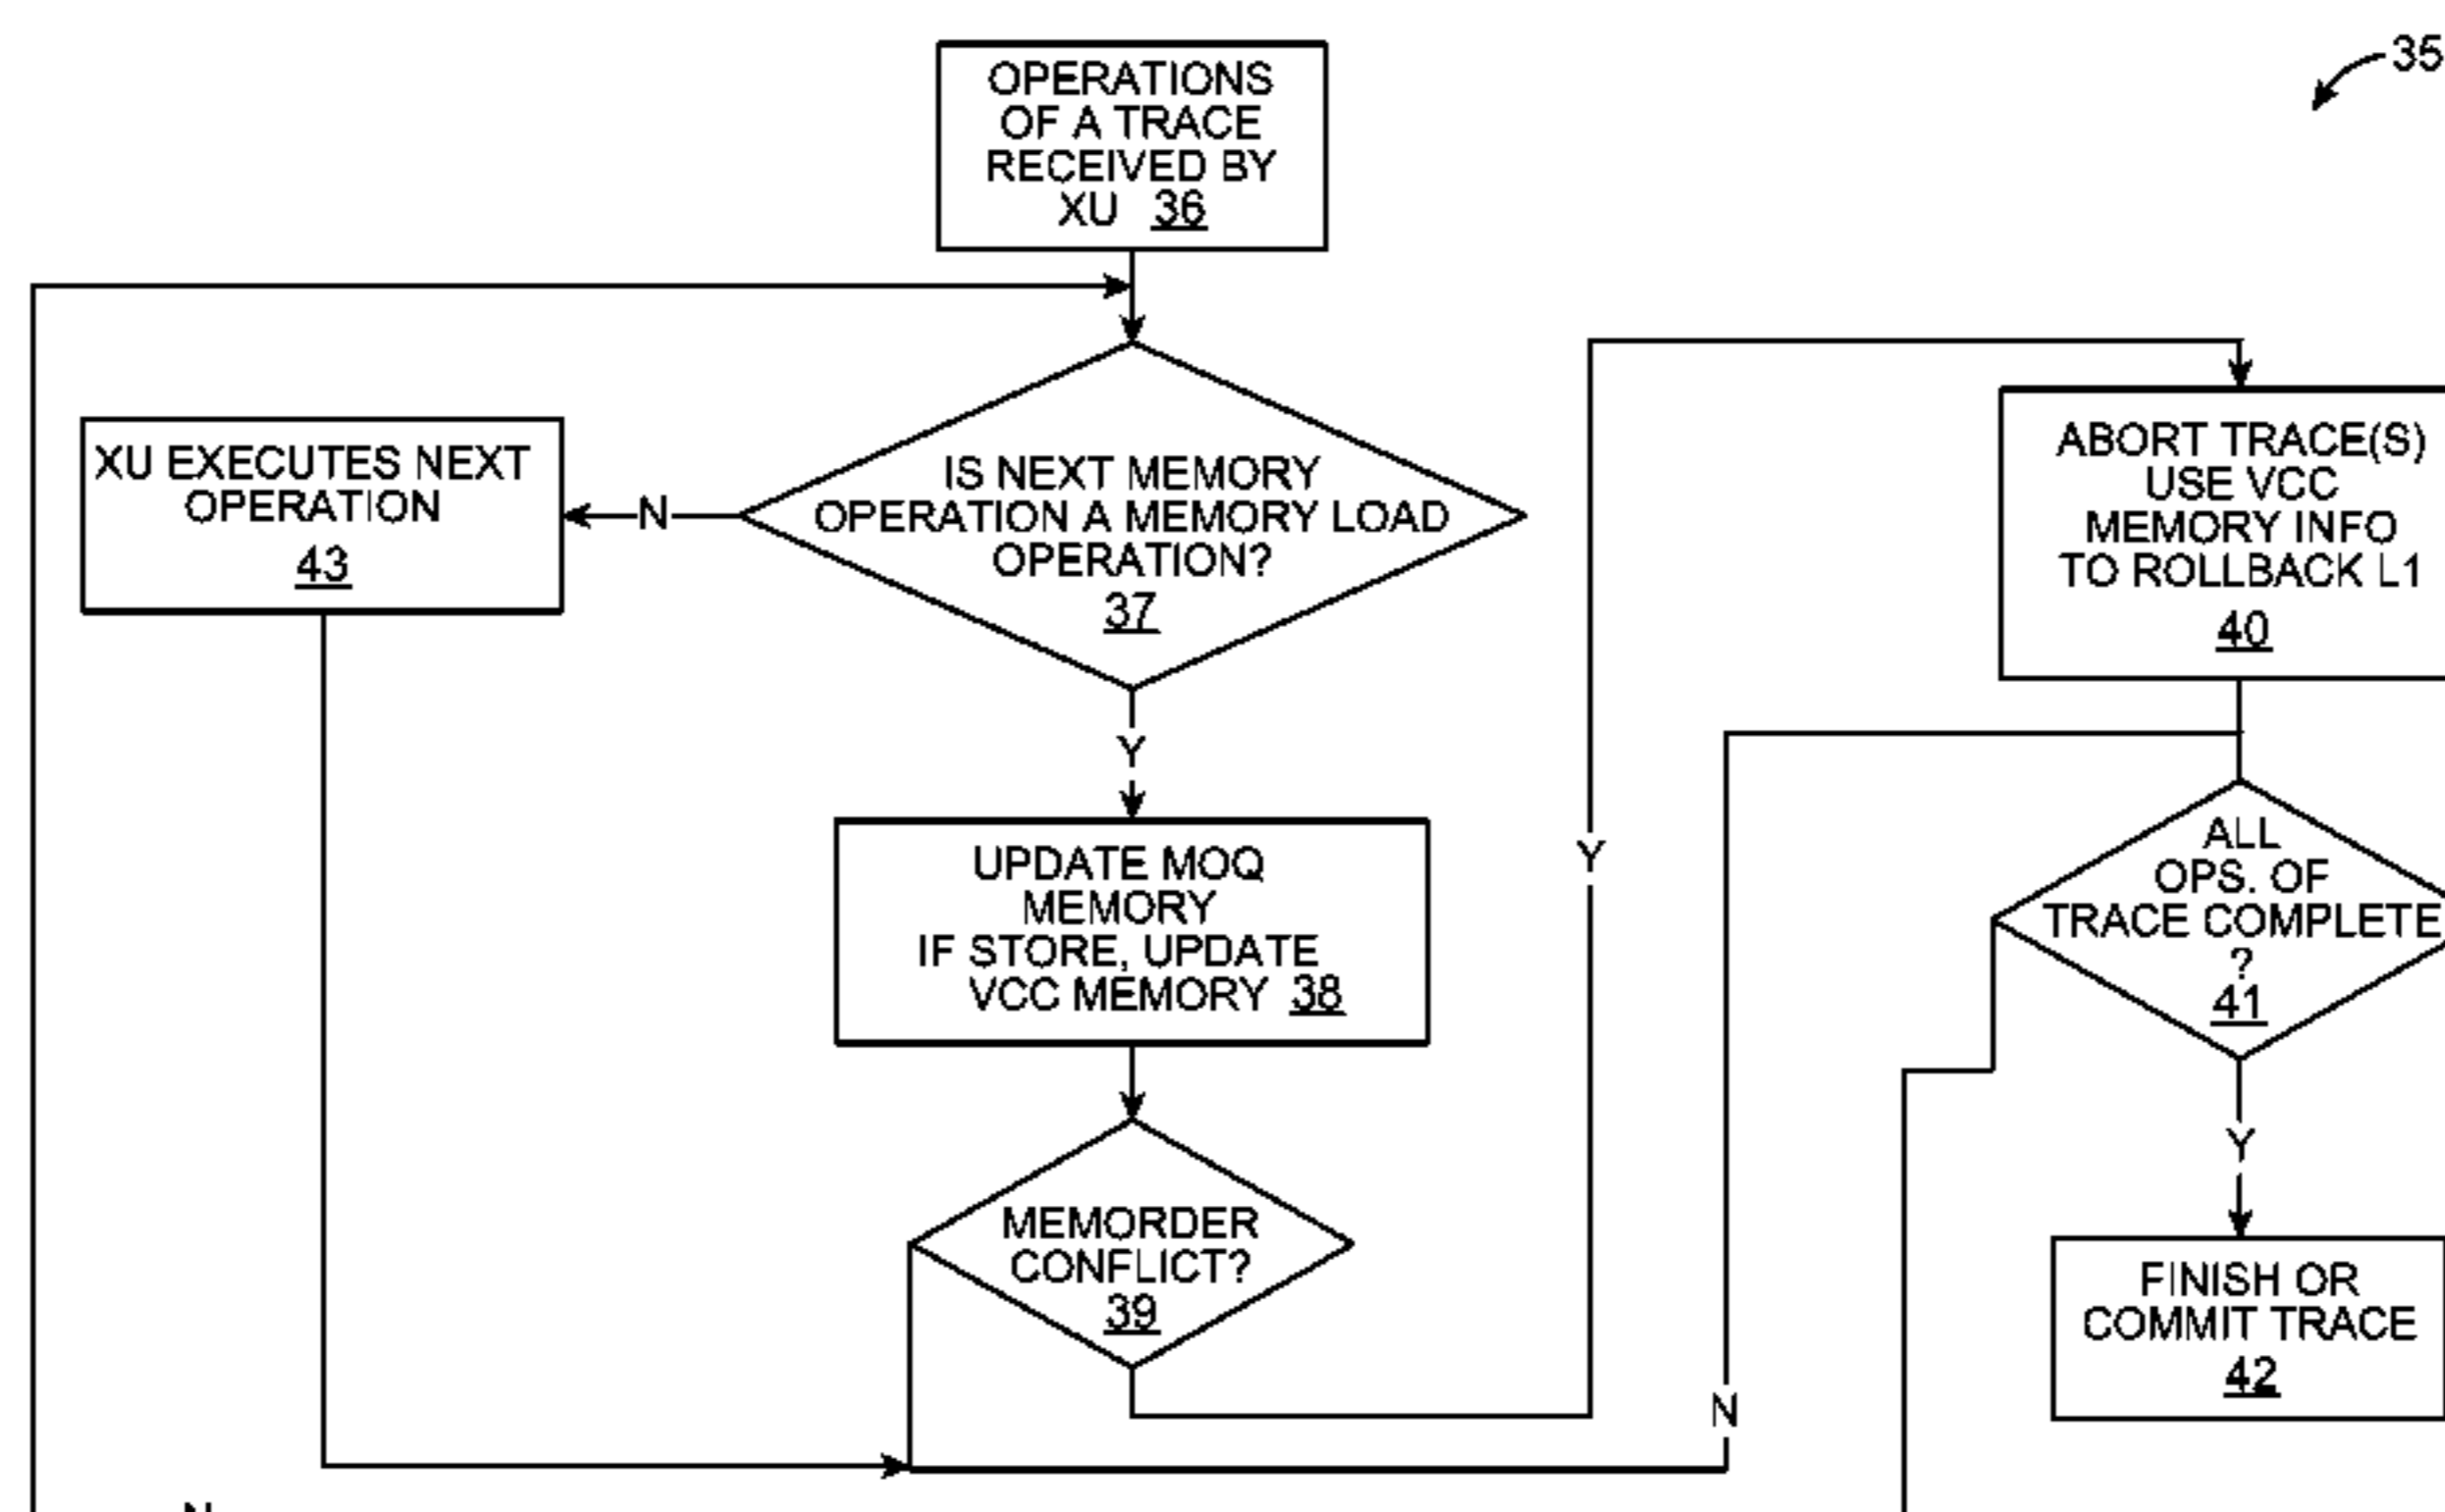 35
OPERATIONS
OF A TRACE
RECEIVED BY
XU 36
IS NEXT MEMORY
OPERATION A MEMORY LOAD
OPERATION?
37
N
XU EXECUTES NEXT
OPERATION
43
Y
UPDATE MOQ
MEMORY
IF STORE, UPDATE
VCC MEMORY 38
MEMORDER
CONFLICT?
39
Y
N
ABORT TRACE(S)
USE VCC
MEMORY INFO
TO ROLLBACK L1
40
ALL
OPS. OF
TRACE COMPLETE
?
41
Y
FINISH OR
COMMIT TRACE
42